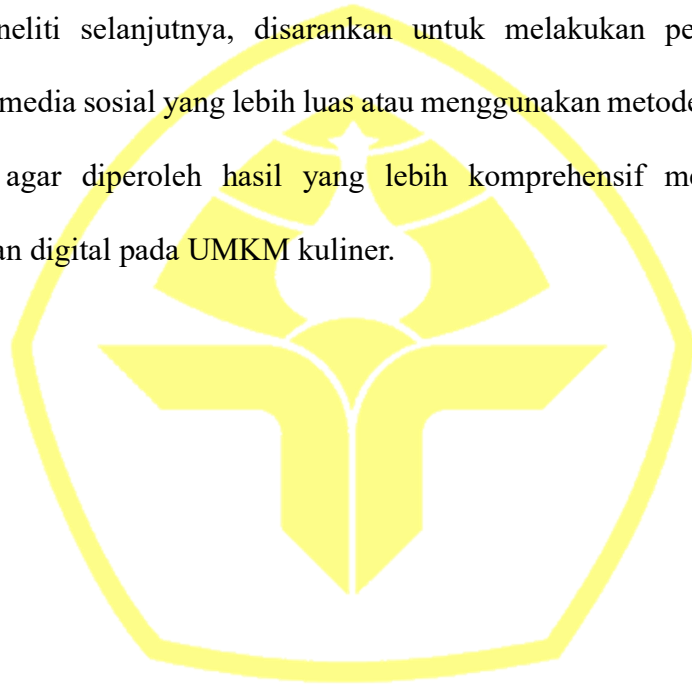 neliti selanjutnya, disarankan untuk melakukan pe
media sosial yang lebih luas atau menggunakan metode
agar diperoleh hasil yang lebih komprehensif me
an digital pada UMKM kuliner.